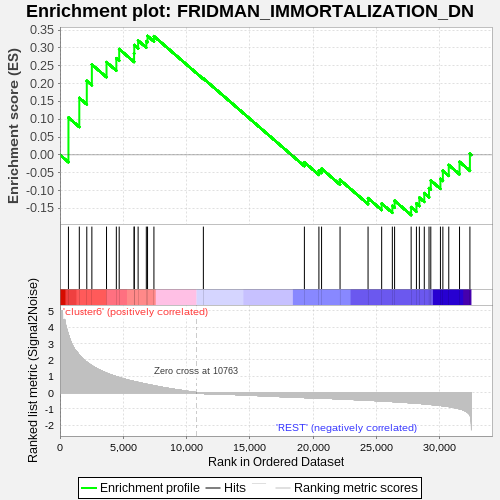 Enrichment plot: FRIDMAN_IMMORTALIZATION_DN
Enrichment score (ES)
0.35
0.30
0.25
0.20
0.15
0.10
0.05
0.00
-0.05
-0.10
-0.15
'cluster6' (positively correlated)
Zero cross at 10763
'REST' (negatively correlated)
Ranked list metric (Signal2Noise)
5
4
3
2
1
0
-1
-2
0 5,000 10,000 15,000 20,000 25,000 30,000
Rank in Ordered Dataset
Enrichment profile Hits Ranking metric scores